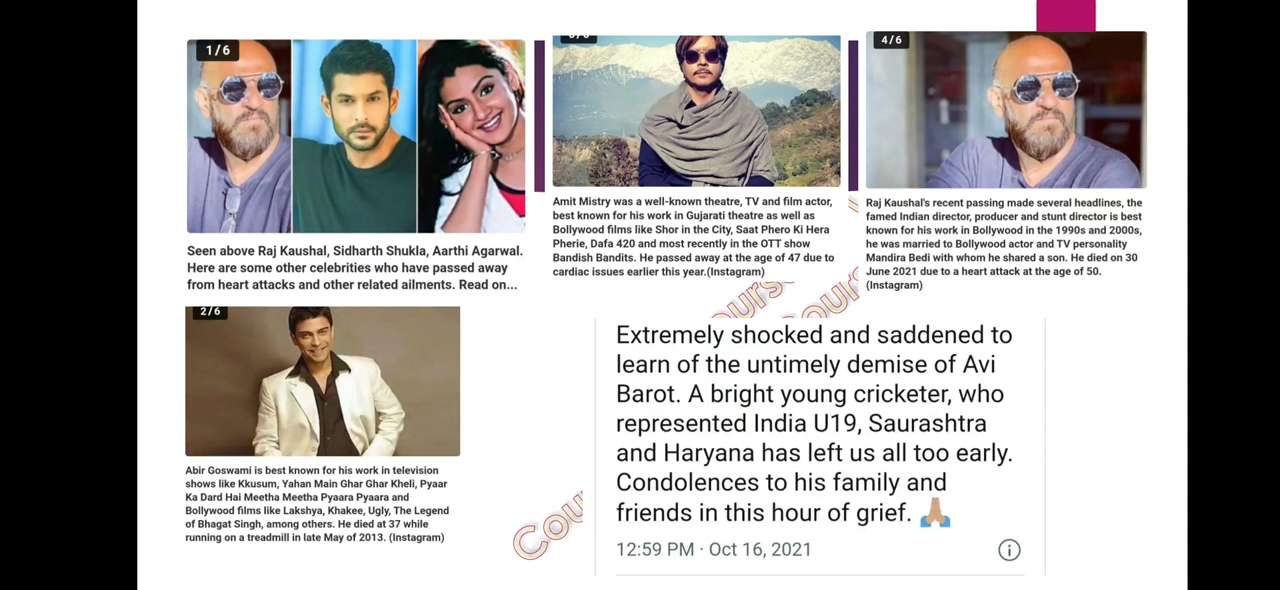 1/6
Seen above Raj Kaushal, Sidharth Shukla, Aarthi Agarwal.
Here are some other celebrities who have passed away
from heart attacks and other related ailments. Read on...
Amit Mistry was a well-known theatre, TV and film actor,
best known for his work in Gujarati theatre as well as
Bollywood films like Shor in the City, Saat Phero Ki Hera
Pherie, Dafa 420 and most recently in the OTT show
Bandish Bandits. He passed away at the age of 47 due to
cardiac issues earlier this year.(Instagram)
4/6
Raj Kaushal's recent passing made several headlines, the
famed Indian director, producer and stunt director is best
known for his work in Bollywood in the 1990s and 2000s,
he was married to Bollywood actor and TV personality
Mandira Bedi with whom he shared a son. He died on 30
June 2021 due to a heart attack at the age of 50.
(Instagram)
2/6
Abir Goswami is best known for his work in television
shows like Kkusum, Yahan Main Ghar Ghar Kheli, Pyaar
Ka Dard Hai Meetha Meetha Pyaara Pyaara and
Bollywood films like Lakshya, Khakee, Ugly, The Legend
of Bhagat Singh, among others. He died at 37 while
running on a treadmill in late May of 2013. (Instagram)
Extremely shocked and saddened to
learn of the untimely demise of Avi
Barot. A bright young cricketer, who
represented India U19, Saurashtra
and Haryana has left us all too early.
Condolences to his family and
friends in this hour of grief. 🙏🏽
12:59 PM · Oct 16, 2021